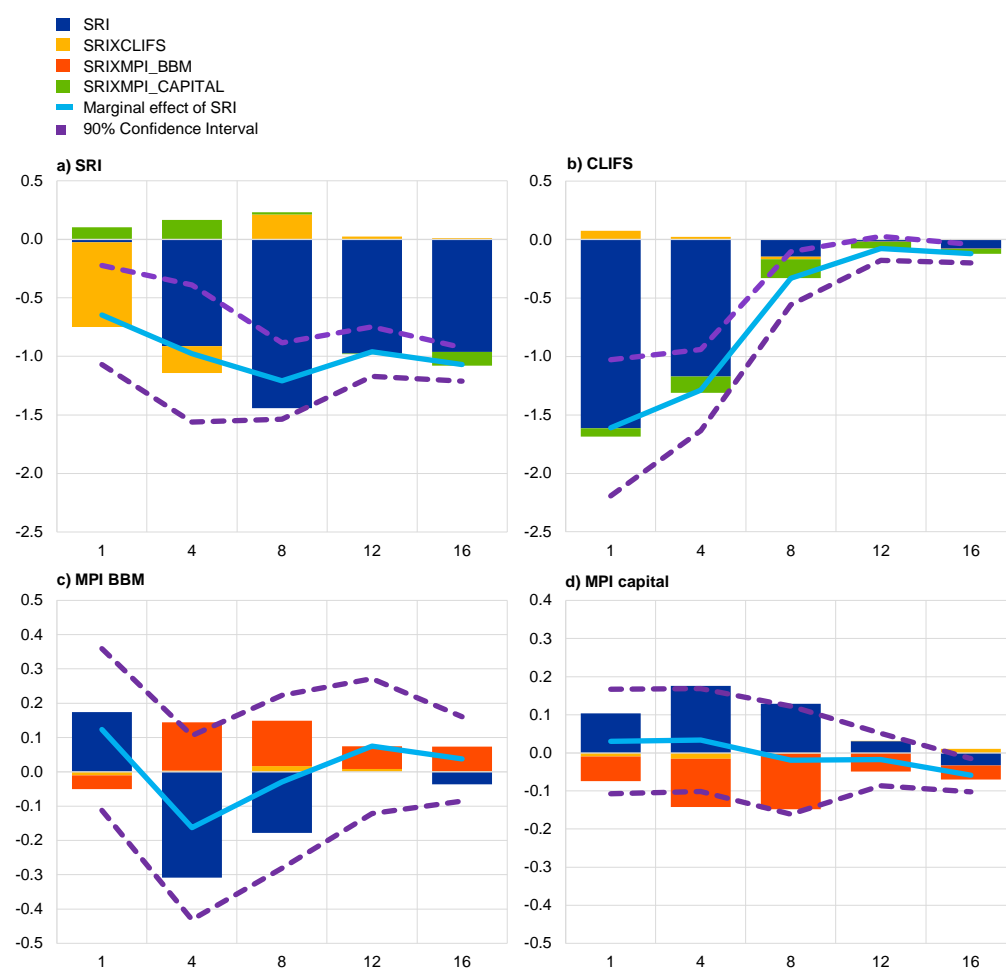 SRI
SRIXCLIFS
SRIXMPI_BBM
SRIXMPI_CAPITAL
Marginal effect of SRI
90% Confidence Interval
a) SRI
0.5
0.0
-0.5
-1.0
-1.5
-2.0
-2.5
1 4 8 12 16
b) CLIFS
0.5
0.0
-0.5
-1.0
-1.5
-2.0
-2.5
1 4 8 12 16
c) MPI BBM
0.5
0.4
0.3
0.2
0.1
0.0
-0.1
-0.2
-0.3
-0.4
-0.5
1 4 8 12 16
d) MPI capital
0.4
0.3
0.2
0.1
0.0
-0.1
-0.2
-0.3
-0.4
-0.5
1 4 8 12 16